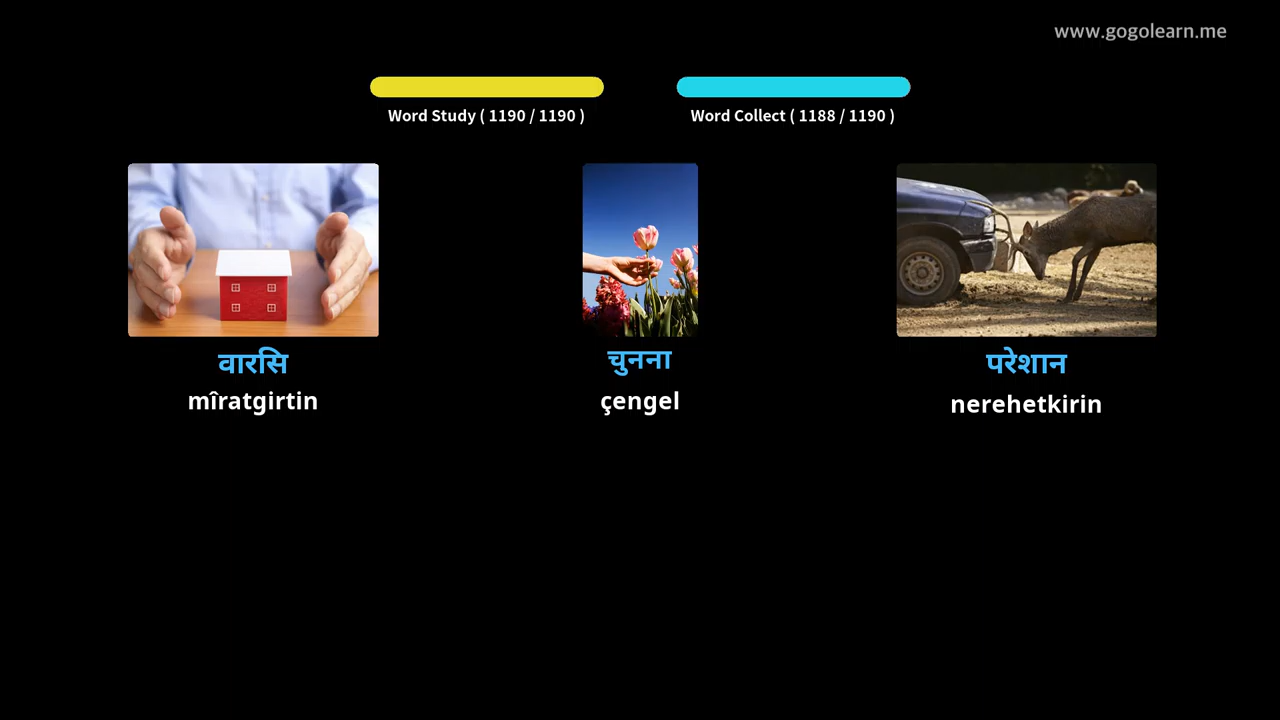 www.gogolearn.me
Word Study ( 1190 / 1190 )
Word Collect ( 1188 / 1190 )
वारसि
चुनना
परेशान
mîratgirtin
çengel
nerehetkirin